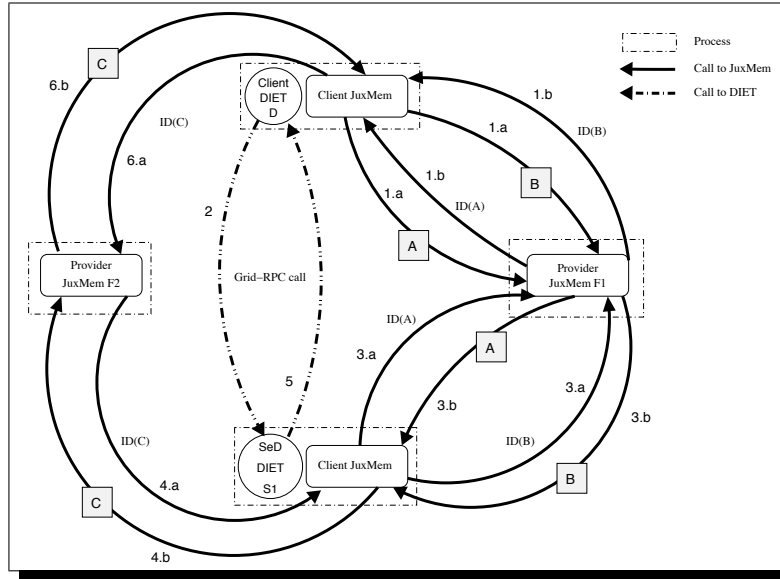 C
Process
Call to JuxMem
Call to DIET
6.b
Client
DIET
D
Client JuxMem
1.b
ID(C)
1.a
ID(B)
6.a
1.b
B
1.a
ID(A)
2
A
Provider
JuxMem F2
Grid–RPC call
Provider
JuxMem F1
ID(A)
A
3.a
5
3.a
3.b
3.b
ID(C)
SeD
DIET
S1
Client JuxMem
ID(B)
B
4.a
C
4.b